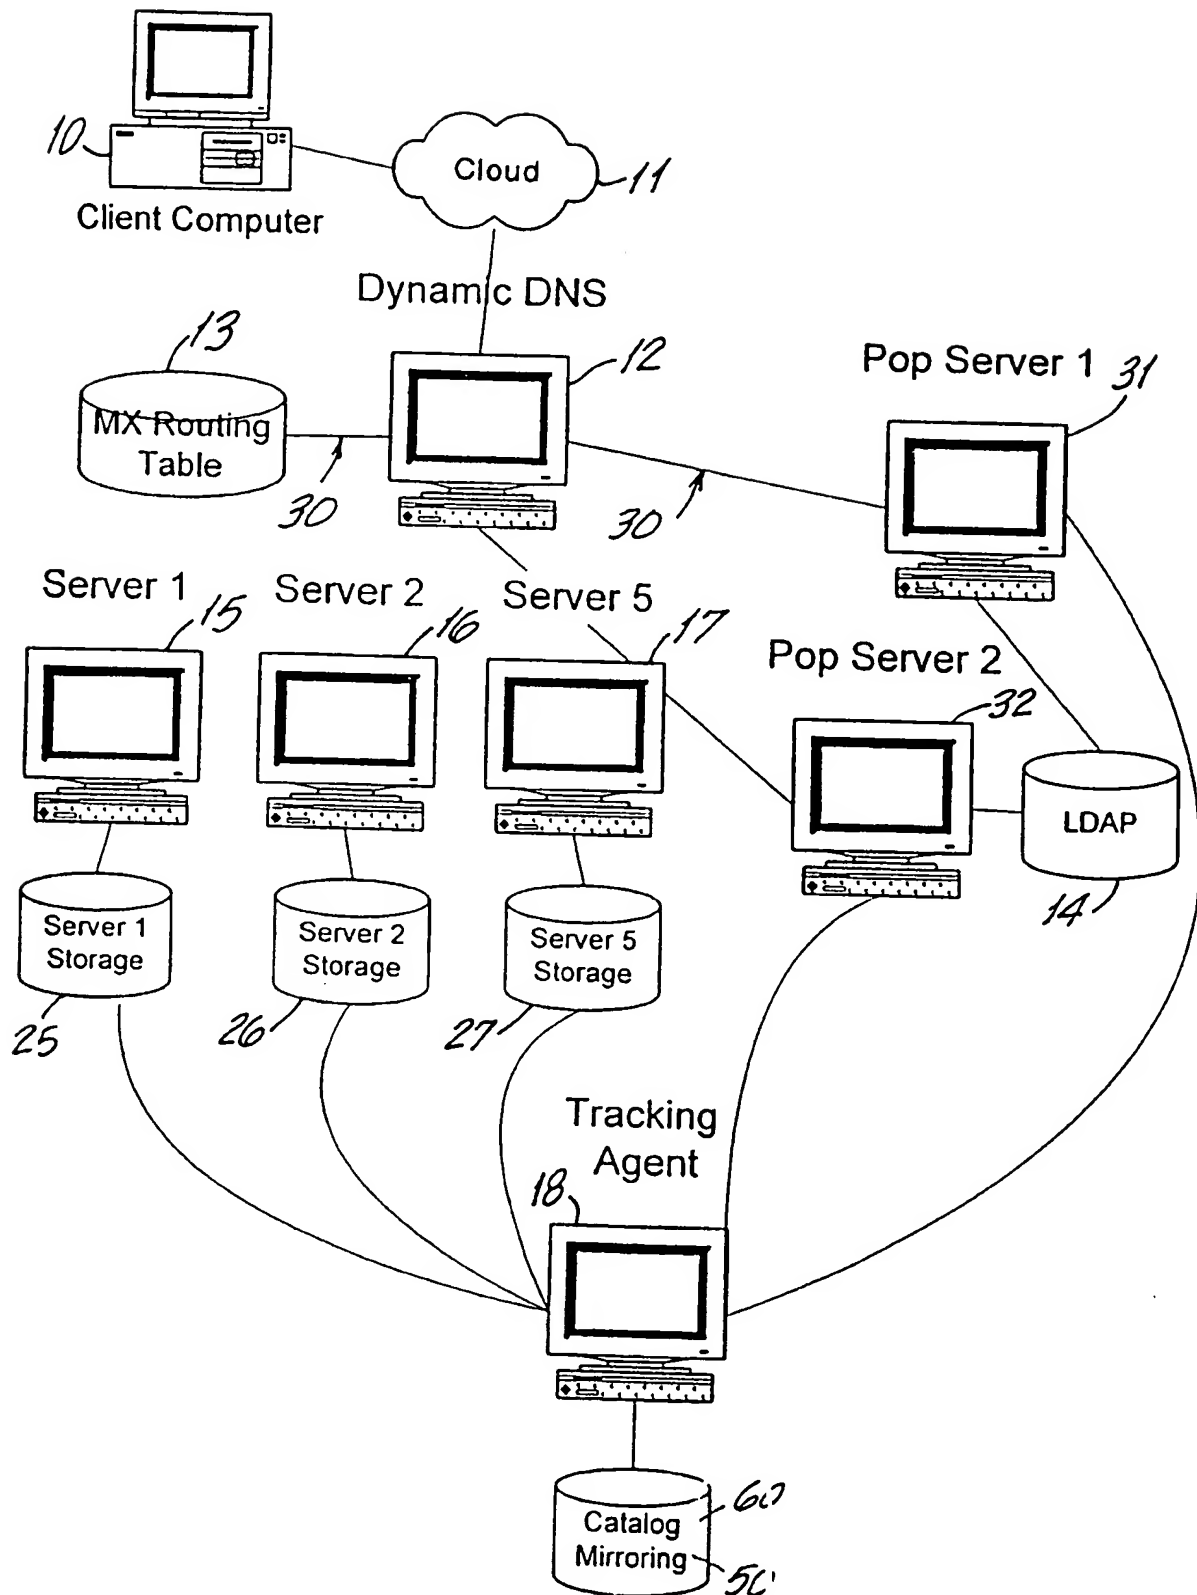 10
Client Computer
Cloud
11
Dynamic DNS
13
MX Routing
Table
30
12
30
Pop Server 1
31
Server 1
15
Server 2
16
Server 5
17
Pop Server 2
32
LDAP
14
Server 1
Storage
25
Server 2
Storage
26
Server 5
Storage
27
Tracking
Agent
18
Catalog
60
Mirroring
50